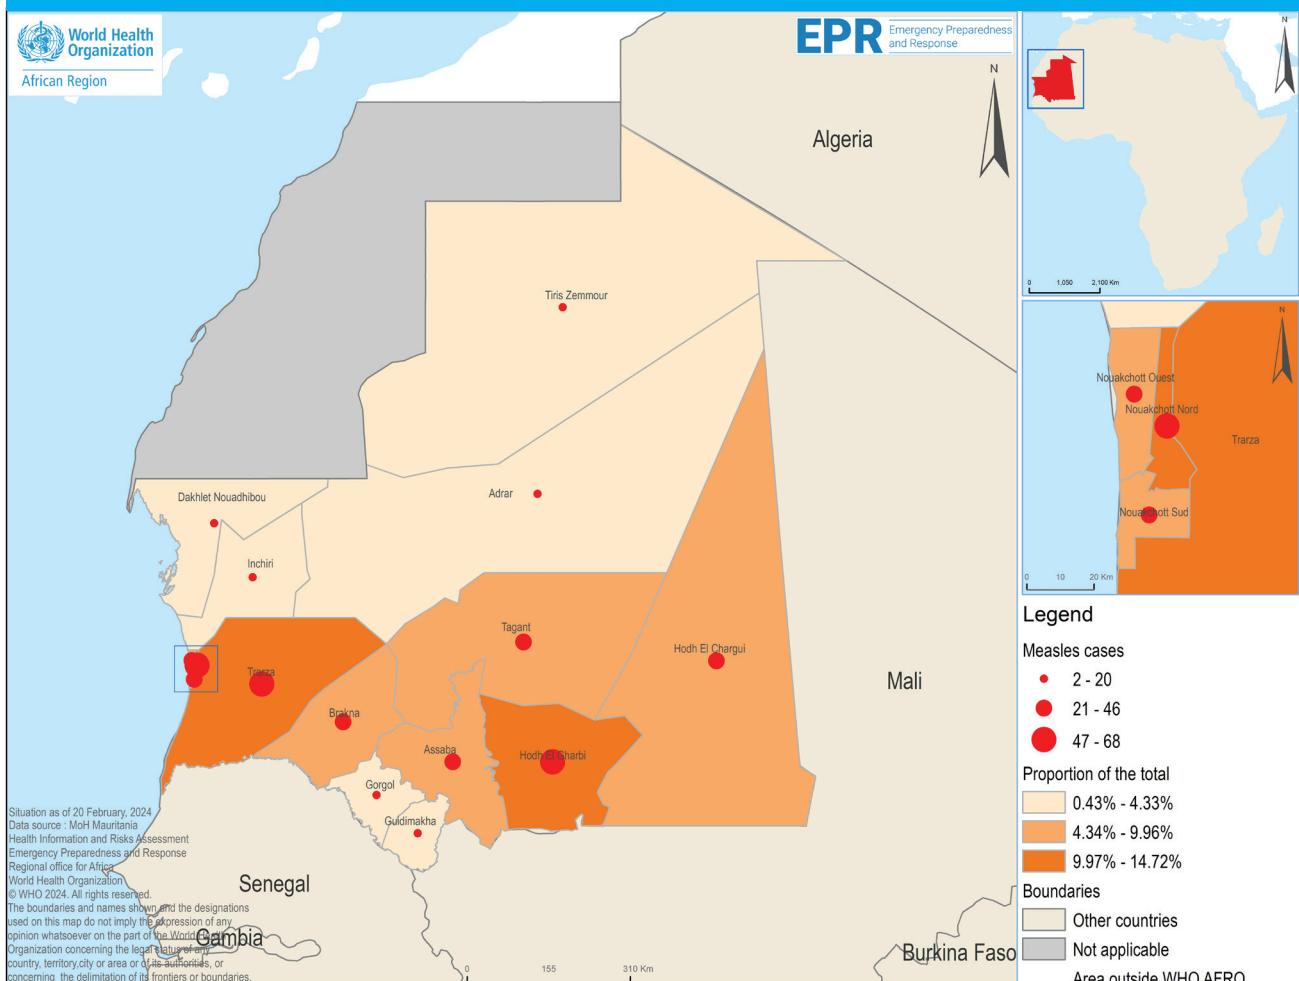 World Health
Organization
African Region
EPR
Emergency Preparedness
and Response
N
Algeria
Tiris Zemmour
Adrar
Dakhlet Nouadhibou
Inchiri
Tagant
Hodh El Chargui
Trarza
Mali
Brakna
Assaba
Hodh El Gharbi
Gorgol
Guidimakha
Senegal
Gambia
Burkina Faso
Situation as of 20 February, 2024
Data source : MoH Mauritania
Health Information and Risks Assessment
Emergency Preparedness and Response
Regional office for Africa
World Health Organization
© WHO 2024. All rights reserved.
The boundaries and names shown and the designations
used on this map do not imply the expression of any
opinion whatsoever on the part of the World Health
Organization concerning the legal status of any
country, territory,city or area or of its authorities, or
concerning the delimitation of its frontiers or boundaries.
0 155 310 Km
N
0 1,050 2,100 Km
N
Nouakchott Ouest
Nouakchott Nord
Trarza
Nouakchott Sud
0 10 20 Km
Legend
Measles cases
2 - 20
21 - 46
47 - 68
Proportion of the total
0.43% - 4.33%
4.34% - 9.96%
9.97% - 14.72%
Boundaries
Other countries
Not applicable
Area outside WHO AFRO